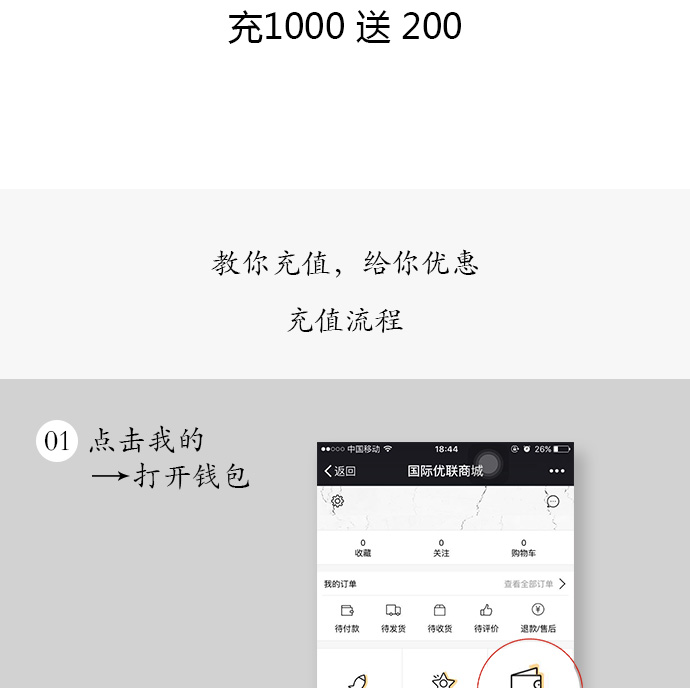 充1000 送 200
教你充值，给你优惠
充值流程
01 点击我的
→打开钱包
中国移动 18:44 26%
返回 国际优联商城
0 0 0
收藏 关注 购物车
我的订单 查看全部订单
待付款 待发货 待收货 待评价 退款/售后